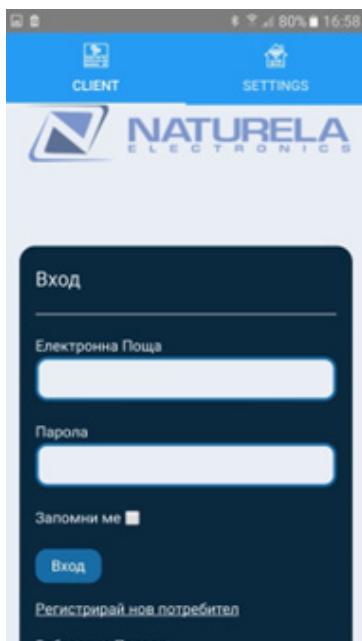 80% 16:58
CLIENT SETTINGS
NATURELA
ELECTRONICS
Вход
Електронна Поща
Парола
Запомни ме
Вход
Регистрирай нов потребител